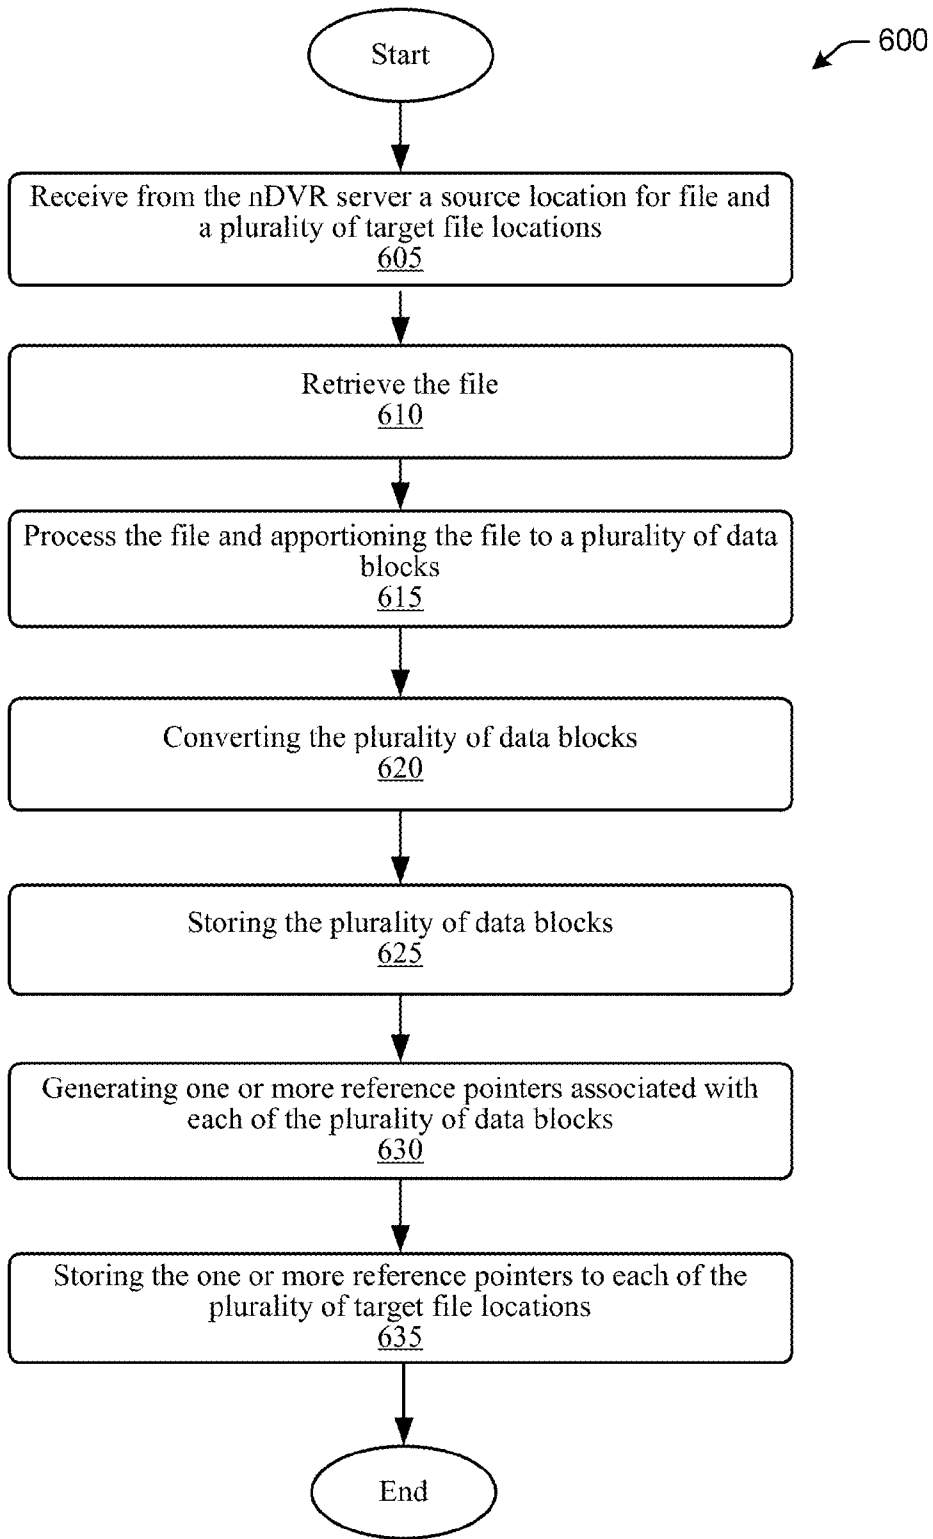 Start
600
Receive from the nDVR server a source location for file and
a plurality of target file locations
605
Retrieve the file
610
Process the file and apportioning the file to a plurality of data
blocks
615
Converting the plurality of data blocks
620
Storing the plurality of data blocks
625
Generating one or more reference pointers associated with
each of the plurality of data blocks
630
Storing the one or more reference pointers to each of the
plurality of target file locations
635
End